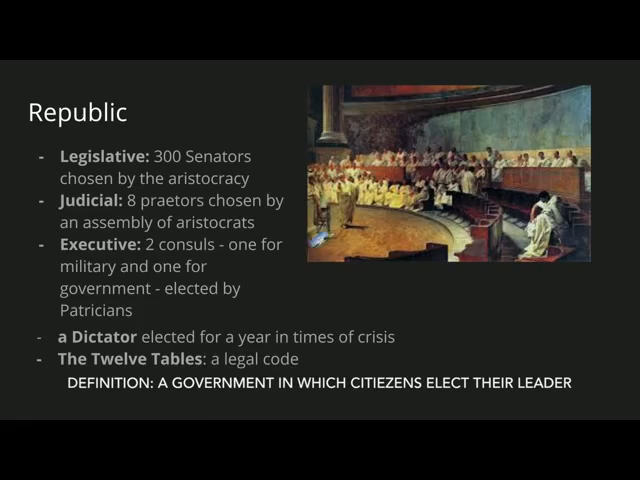 Republic
- Legislative: 300 Senators
chosen by the aristocracy
- Judicial: 8 praetors chosen by
an assembly of aristocrats
- Executive: 2 consuls - one for
military and one for
government - elected by
Patricians
- a Dictator elected for a year in times of crisis
- The Twelve Tables: a legal code
DEFINITION: A GOVERNMENT IN WHICH CITIEZENS ELECT THEIR LEADER